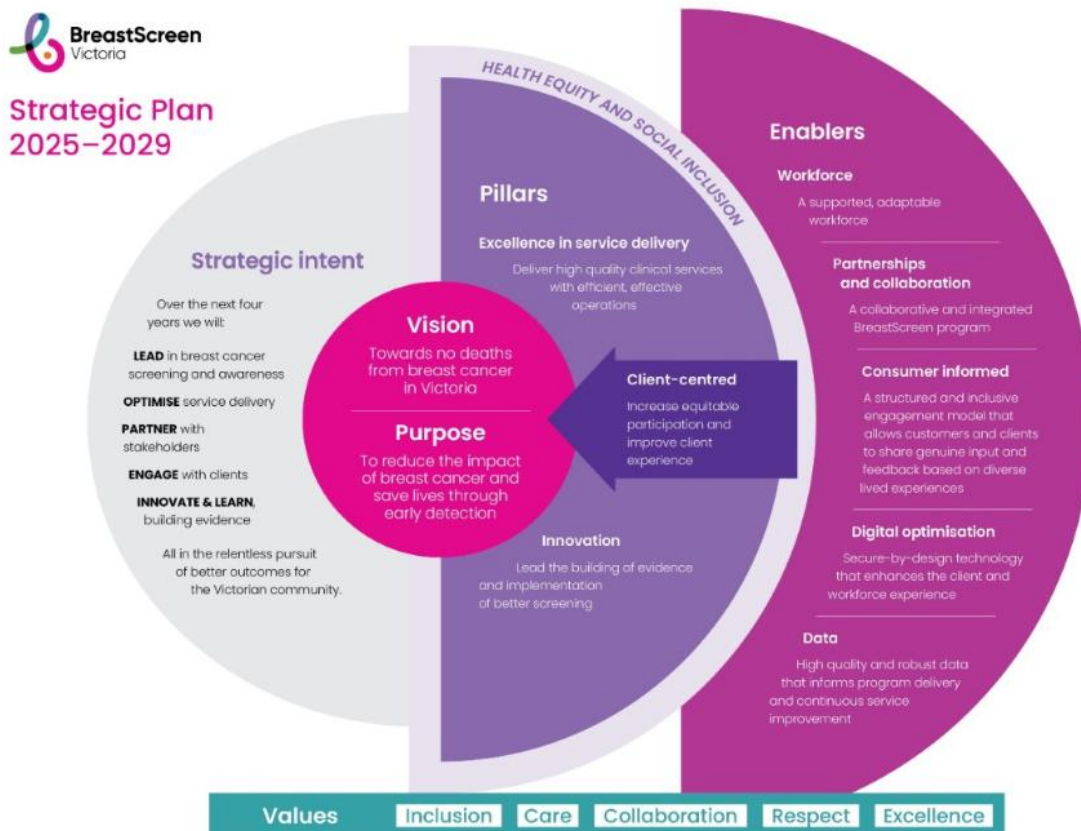 BreastScreen
Victoria
Strategic Plan
2025–2029
Strategic intent
Over the next four
years we will:
LEAD in breast cancer
screening and awareness
OPTIMISE service delivery
PARTNER with
stakeholders
ENGAGE with clients
INNOVATE & LEARN,
building evidence
All in the relentless pursuit
of better outcomes for
the Victorian community.
Vision
Towards no deaths
from breast cancer
in Victoria
Purpose
To reduce the impact
of breast cancer and
save lives through
early detection
HEALTH EQUITY AND SOCIAL INCLUSION
Pillars
Excellence in service delivery
Deliver high quality clinical services
with efficient, effective
operations
Client-centred
Increase equitable
participation and
improve client
experience
Innovation
Lead the building of evidence
and implementation
of better screening
Enablers
Workforce
A supported, adaptable
workforce
Partnerships
and collaboration
A collaborative and integrated
BreastScreen program
Consumer informed
A structured and inclusive
engagement model that
allows customers and clients
to share genuine input and
feedback based on diverse
lived experiences
Digital optimisation
Secure-by-design technology
that enhances the client and
workforce experience
Data
High quality and robust data
that informs program delivery
and continuous service
improvement
Values Inclusion Care Collaboration Respect Excellence